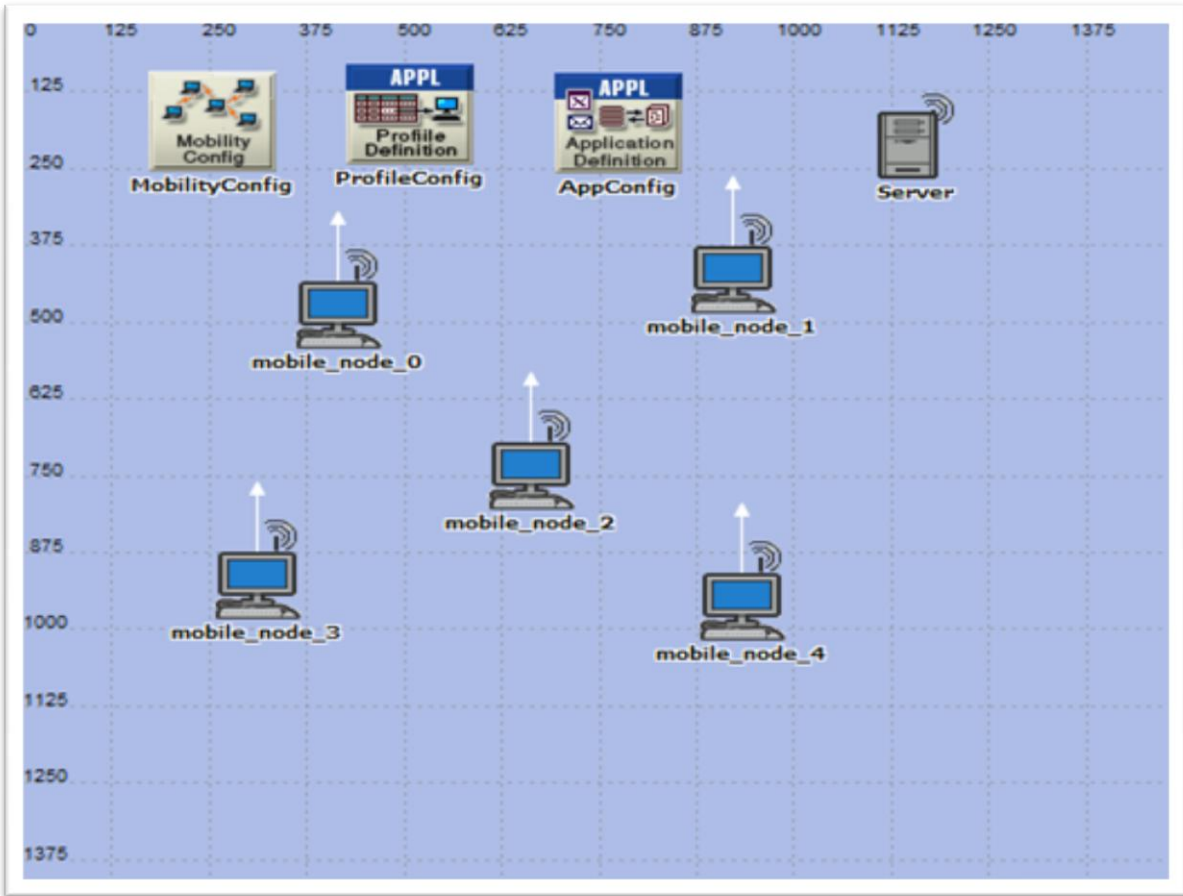 0 125 250 375 500 625 750 875 1000 1125 1250 1375
125
250
375
500
625
750
875
1000
1125
1250
1375
Mobility
Config
MobilityConfig
APPL
Profiile
Definition
ProfileConfig
APPL
Application
Definition
AppConfig
Server
mobile_node_0
mobile_node_1
mobile_node_2
mobile_node_3
mobile_node_4